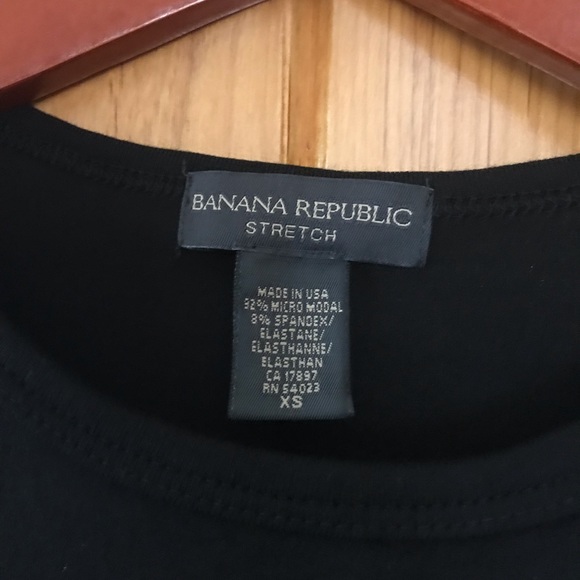 BANANA REPUBLIC
STRETCH
MADE IN USA
92% MICRO MODAL
8% SPANDEX/
ELASTANE/
ELASTHANNE/
ELASTHAN
CA 17897
RN 54023
XS